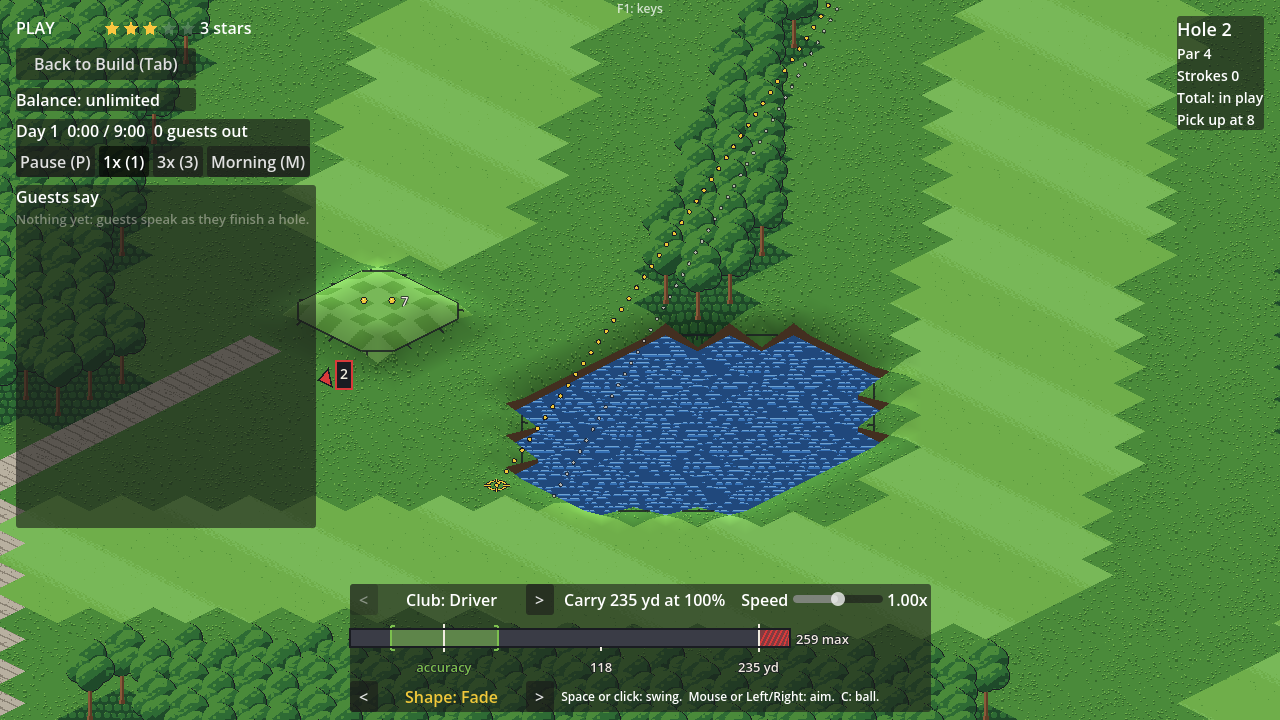 F1: keys
PLAY 3 stars
Back to Build (Tab)
Balance: unlimited
Day 1 0:00 / 9:00 0 guests out
Pause (P) 1x (1) 3x (3) Morning (M)
Guests say
Nothing yet: guests speak as they finish a hole.
Hole 2
Par 4
Strokes 0
Total: in play
Pick up at 8
7
2
< Club: Driver > Carry 235 yd at 100% Speed 1.00x
259 max
accuracy 118 235 yd
< Shape: Fade > Space or click: swing. Mouse or Left/Right: aim. C: ball.